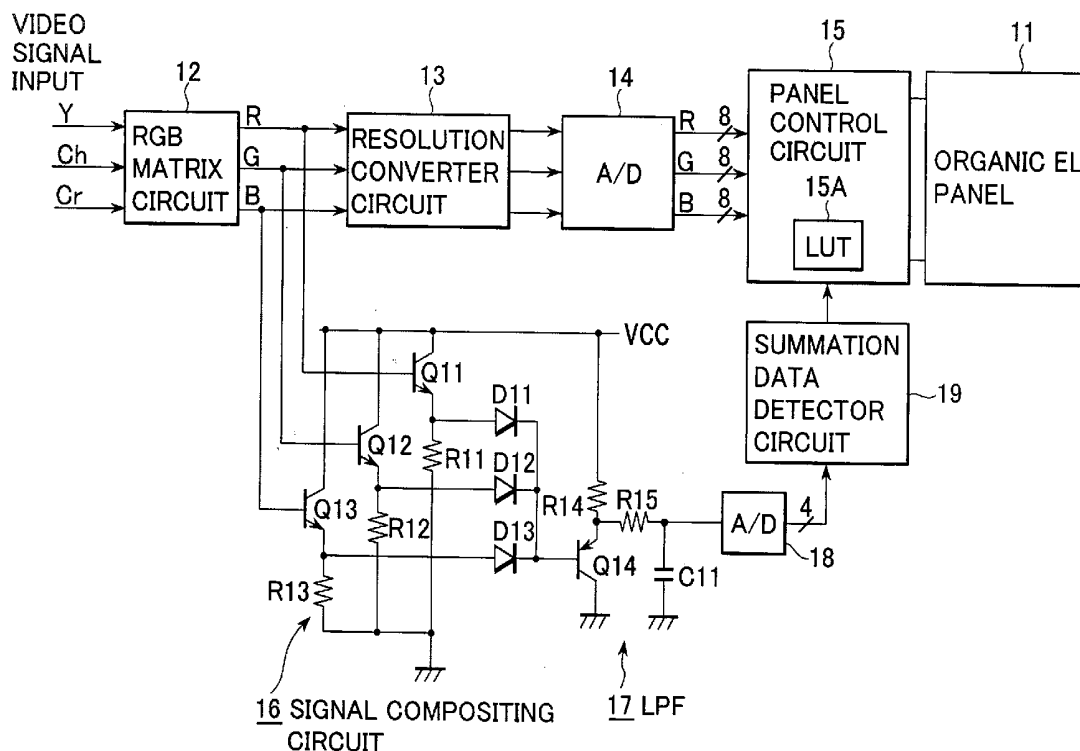 VIDEO
SIGNAL
INPUT
Y
Ch
Cr
12
RGB
MATRIX
CIRCUIT
R
G
B
13
RESOLUTION
CONVERTER
CIRCUIT
14
A/D
R 8
G 8
B 8
15
PANEL
CONTROL
CIRCUIT
15A
LUT
11
ORGANIC EL
PANEL
VCC
Q11
D11
Q12
R11
D12
Q13
R12
D13
R13
R14
R15
Q14
C11
A/D
18
4
SUMMATION
DATA
DETECTOR
CIRCUIT
19
16 SIGNAL COMPOSITING
CIRCUIT
17 LPF